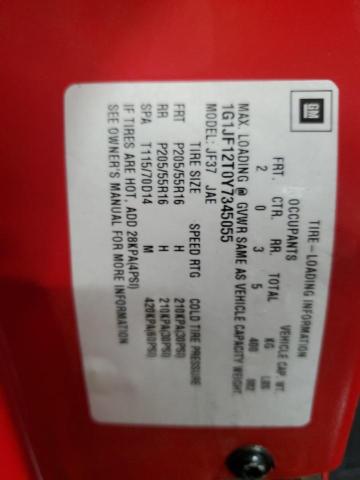 GM
TIRE-LOADING INFORMATION
OCCUPANTS VEHICLE CAP. WT.
FRT. CTR. RR. TOTAL KG LBS
2 0 3 5 400 882
MAX. LOADING @ GVWR SAME AS VEHICLE CAPACITY WEIGHT.
1G1JF12T0Y7345055
MODEL: JF37 JAE
TIRE SIZE SPEED RTG COLD TIRE PRESSURE
FRT P205/55R16 H 210KPA(30PSI)
RR P205/55R16 H 210KPA(30PSI)
SPA T115/70D14 M 420KPA(60PSI)
IF TIRES ARE HOT, ADD 28KPA(4PSI)
SEE OWNER'S MANUAL FOR MORE INFORMATION